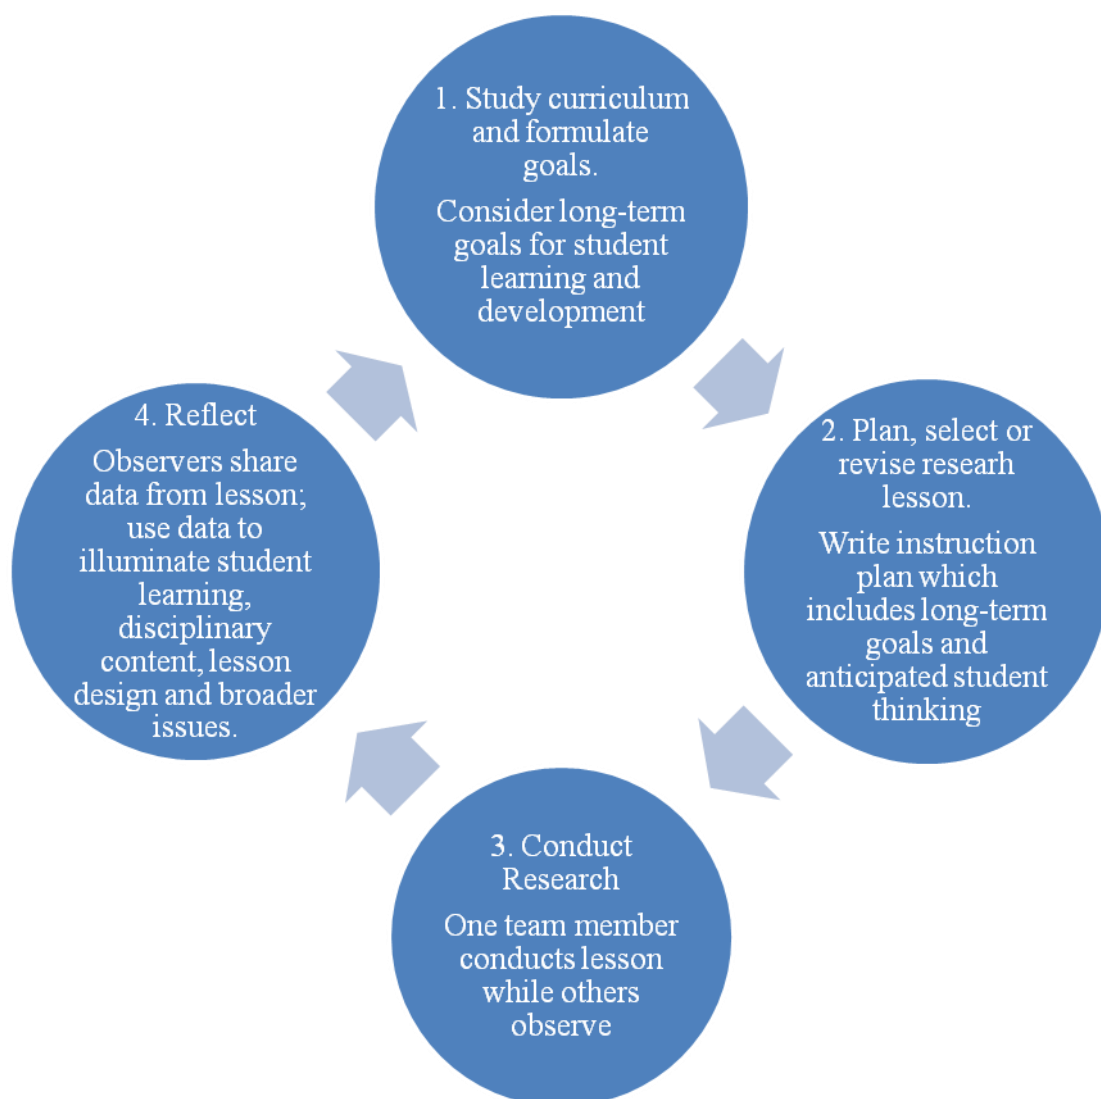 1. Study curriculum
and formulate
goals.
Consider long-term
goals for student
learning and
development
2. Plan, select or
revise researh
lesson.
Write instruction
plan which
includes long-term
goals and
anticipated student
thinking
3. Conduct
Research
One team member
conducts lesson
while others
observe
4. Reflect
Observers share
data from lesson;
use data to
illuminate student
learning,
disciplinary
content, lesson
design and broader
issues.